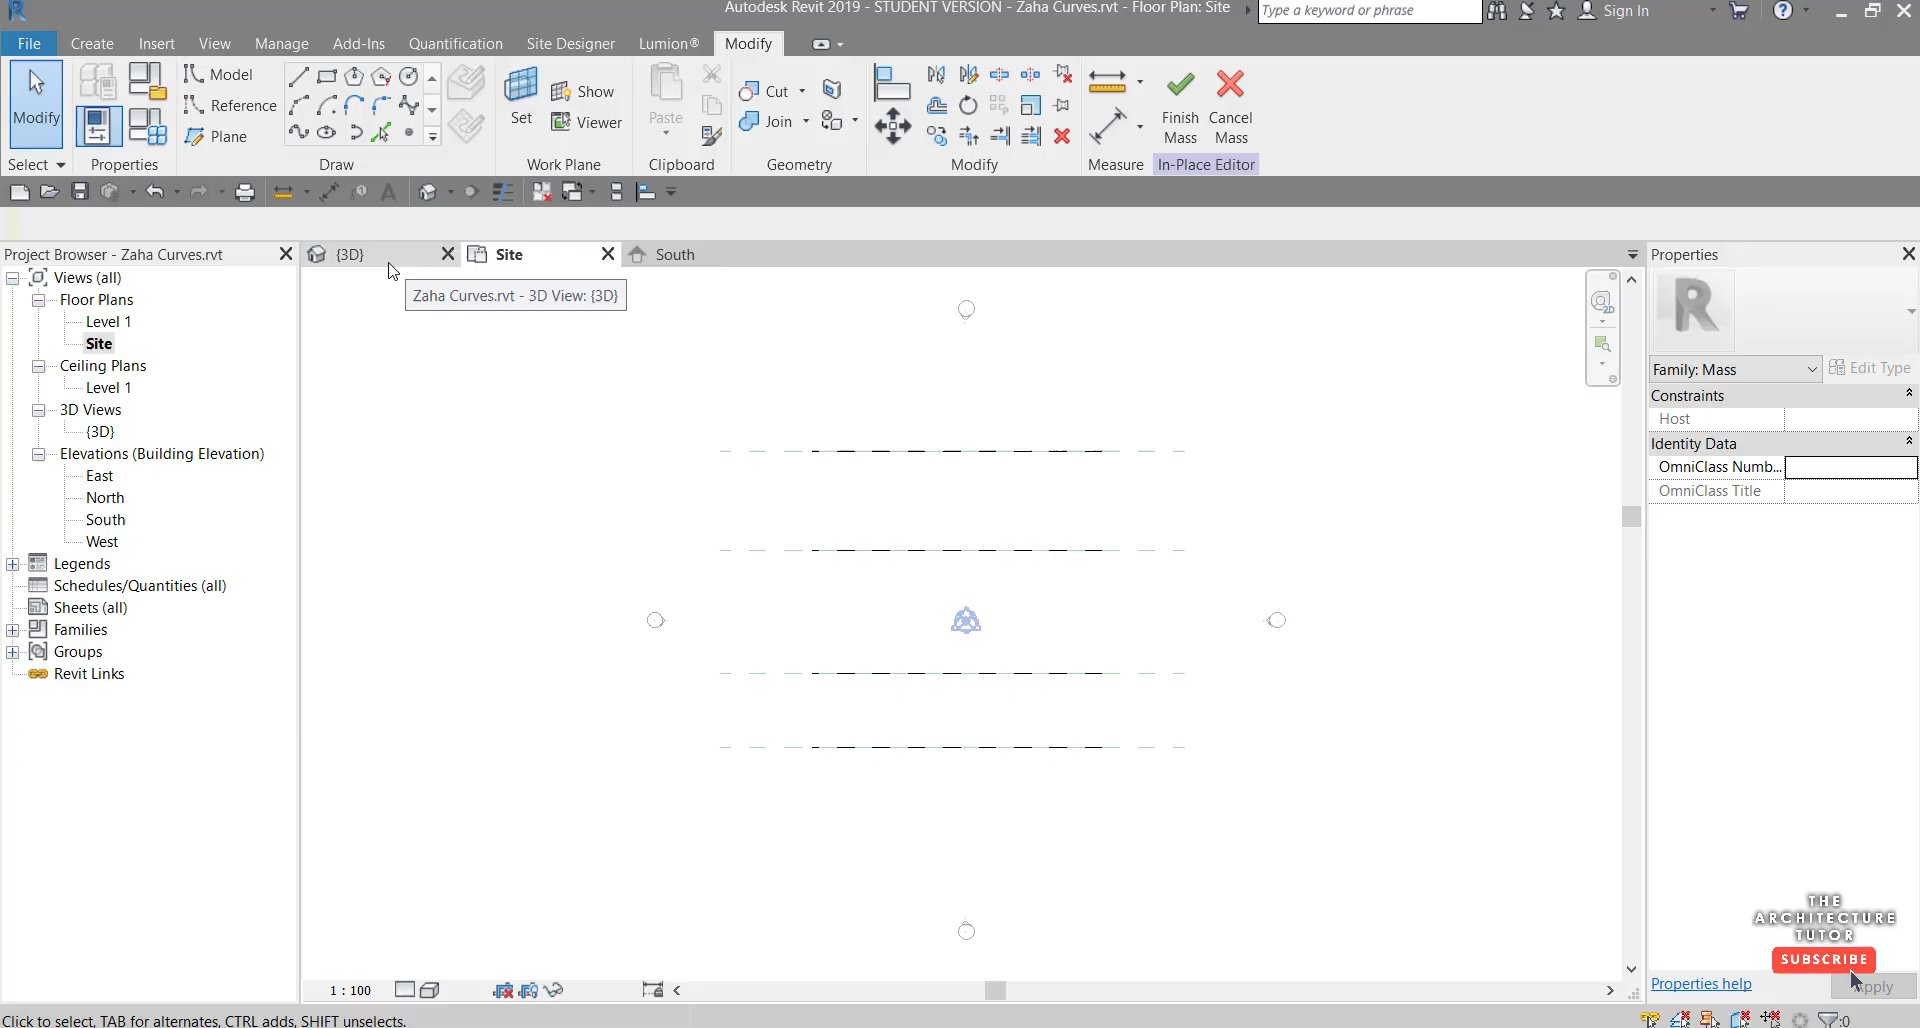 Autodesk Revit 2019 - STUDENT VERSION - Zaha Curves.rvt - Floor Plan: Site
Type a keyword or phrase
Sign In
File Create Insert View Manage Add-Ins Quantification Site Designer Lumion® Modify
Modify
Model
Reference
Plane
Set
Show
Viewer
Paste
Cut
Join
Finish Mass
Cancel Mass
Select Properties Draw Work Plane Clipboard Geometry Modify Measure In-Place Editor
Project Browser - Zaha Curves.rvt
{3D} Site South
Zaha Curves.rvt - 3D View: {3D}
Views (all)
Floor Plans
Level 1
Site
Ceiling Plans
Level 1
3D Views
{3D}
Elevations (Building Elevation)
East
North
South
West
Legends
Schedules/Quantities (all)
Sheets (all)
Families
Groups
Revit Links
2D
Properties
R
Family: Mass
Edit Type
Constraints
Host
Identity Data
OmniClass Numb...
OmniClass Title
THE
ARCHITECTURE
TUTOR
SUBSCRIBE
Properties help
Apply
1 : 100
Click to select, TAB for alternates, CTRL adds, SHIFT unselects.
:0